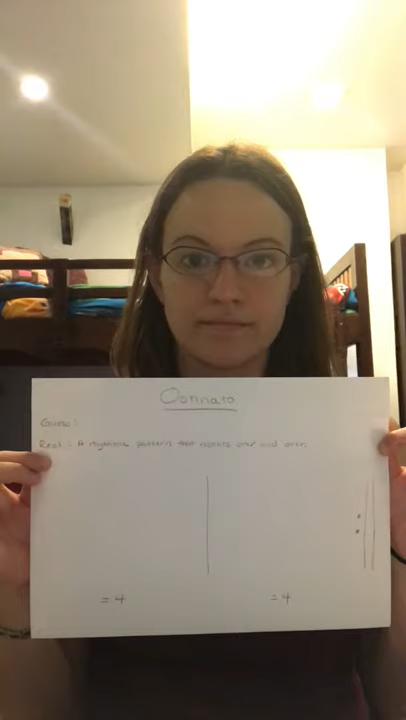 Ostinato
Guess:
Real: A rhythmic pattern that repeats over and over.
= 4 = 4